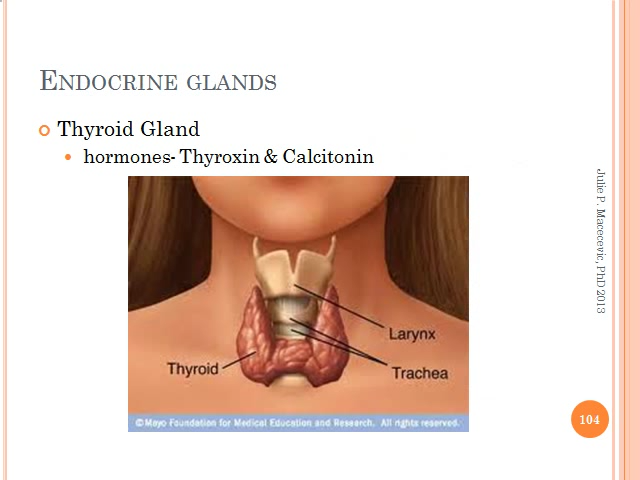 ENDOCRINE GLANDS
Thyroid Gland
hormones- Thyroxin & Calcitonin
Larynx
Thyroid
Trachea
©Mayo Foundation for Medical Education and Research. All rights reserved.
Julie P. Macecevic, PhD 2013
104